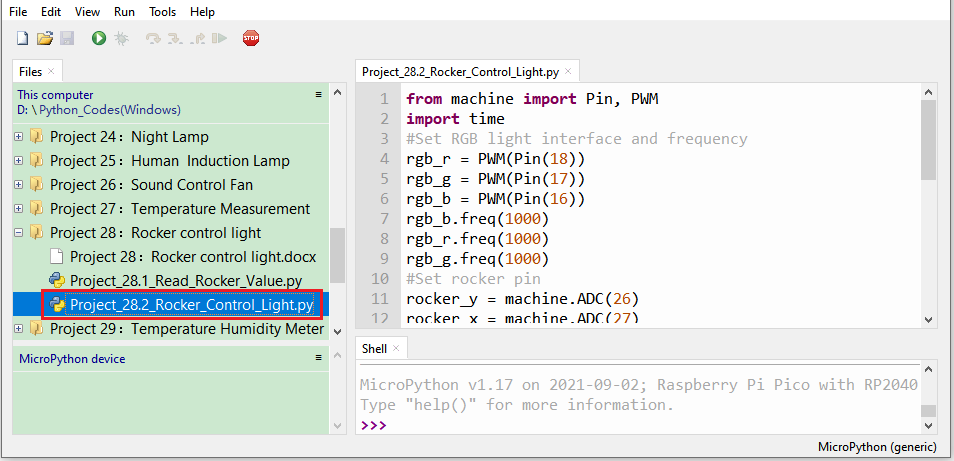 File Edit View Run Tools Help
STOP
Files ×
This computer
D: \Python_Codes(Windows)
Project 24：Night Lamp
Project 25：Human Induction Lamp
Project 26：Sound Control Fan
Project 27：Temperature Measurement
Project 28：Rocker control light
Project 28：Rocker control light.docx
Project_28.1_Read_Rocker_Value.py
Project_28.2_Rocker_Control_Light.py
Project 29：Temperature Humidity Meter
MicroPython device
Project_28.2_Rocker_Control_Light.py ×
1 from machine import Pin, PWM
2 import time
3 #Set RGB light interface and frequency
4 rgb_r = PWM(Pin(18))
5 rgb_g = PWM(Pin(17))
6 rgb_b = PWM(Pin(16))
7 rgb_b.freq(1000)
8 rgb_r.freq(1000)
9 rgb_g.freq(1000)
10 #Set rocker pin
11 rocker_y = machine.ADC(26)
12 rocker_x = machine.ADC(27)
Shell ×
MicroPython v1.17 on 2021-09-02; Raspberry Pi Pico with RP2040
Type "help()" for more information.
>>>
MicroPython (generic)